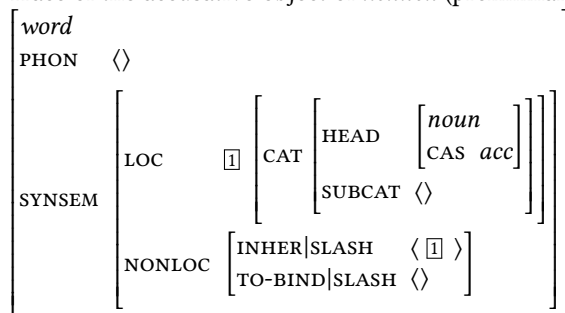 word
PHON ⟨⟩
SYNSEM LOC 1 CAT HEAD noun
CAS acc
SUBCAT ⟨⟩
NONLOC INHER|SLASH ⟨ 1 ⟩
TO-BIND|SLASH ⟨⟩